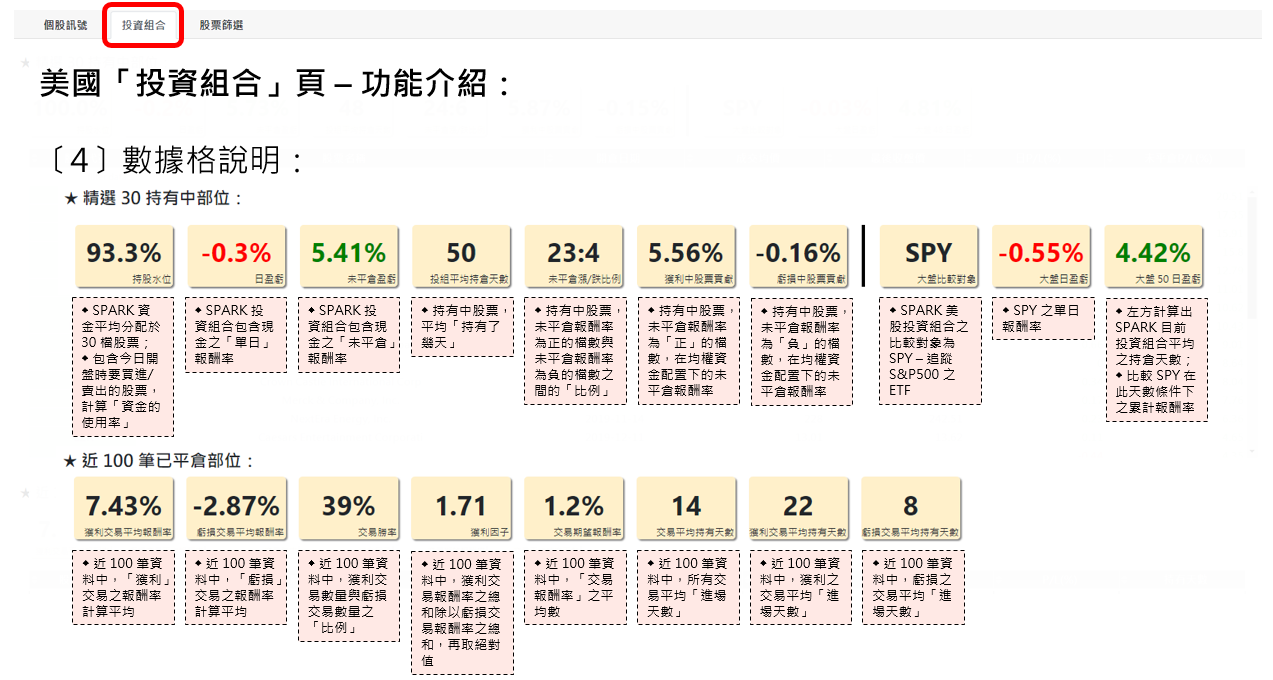 個股訊號 投資組合 股票篩選
美國「投資組合」頁 – 功能介紹：
〔4〕數據格說明：
★ 精選 30 持有中部位：
93.3%
持股水位
-0.3%
日盈虧
5.41%
未平倉盈虧
50
投組平均持倉天數
23:4
未平倉漲/跌比例
5.56%
獲利中股票貢獻
-0.16%
虧損中股票貢獻
SPY
大盤比較對象
-0.55%
大盤日盈虧
4.42%
大盤 50 日盈虧
◆ SPARK 資
金平均分配於
30 檔股票；
◆ 包含今日開
盤時要買進/
賣出的股票，
計算「資金的
使用率」
◆ SPARK 投
資組合包含現
金之「單日」
報酬率
◆ SPARK 投
資組合包含現
金之「未平倉」
報酬率
◆ 持有中股票，
平均「持有了
幾天」
◆ 持有中股票，
未平倉報酬率
為正的檔數與
未平倉報酬率
為負的檔數之
間的「比例」
◆ 持有中股票，
未平倉報酬率
為「正」的檔
數，在均權資
金配置下的未
平倉報酬率
◆ 持有中股票，
未平倉報酬率
為「負」的檔
數，在均權資
金配置下的未
平倉報酬率
◆ SPARK 美
股投資組合之
比較對象為
SPY – 追蹤
S&P500 之
ETF
◆ SPY 之單日
報酬率
◆ 左方計算出
SPARK 目前
投資組合平均
之持倉天數；
◆ 比較 SPY 在
此天數條件下
之累計報酬率
★ 近 100 筆已平倉部位：
7.43%
獲利交易平均報酬率
-2.87%
虧損交易平均報酬率
39%
交易勝率
1.71
獲利因子
1.2%
交易期望報酬率
14
交易平均持有天數
22
獲利交易平均持有天數
8
虧損交易平均持有天數
◆ 近 100 筆資
料中，「獲利」
交易之報酬率
計算平均
◆ 近 100 筆資
料中，「虧損」
交易之報酬率
計算平均
◆ 近 100 筆資
料中，獲利交
易數量與虧損
交易數量之
「比例」
◆ 近 100 筆資
料中，獲利交
易報酬率之總
和除以虧損交
易報酬率之總
和，再取絕對
值
◆ 近 100 筆資
料中，「交易
報酬率」之平
均數
◆ 近 100 筆資
料中，所有交
易平均「進場
天數」
◆ 近 100 筆資
料中，獲利之
交易平均「進
場天數」
◆ 近 100 筆資
料中，虧損之
交易平均「進
場天數」